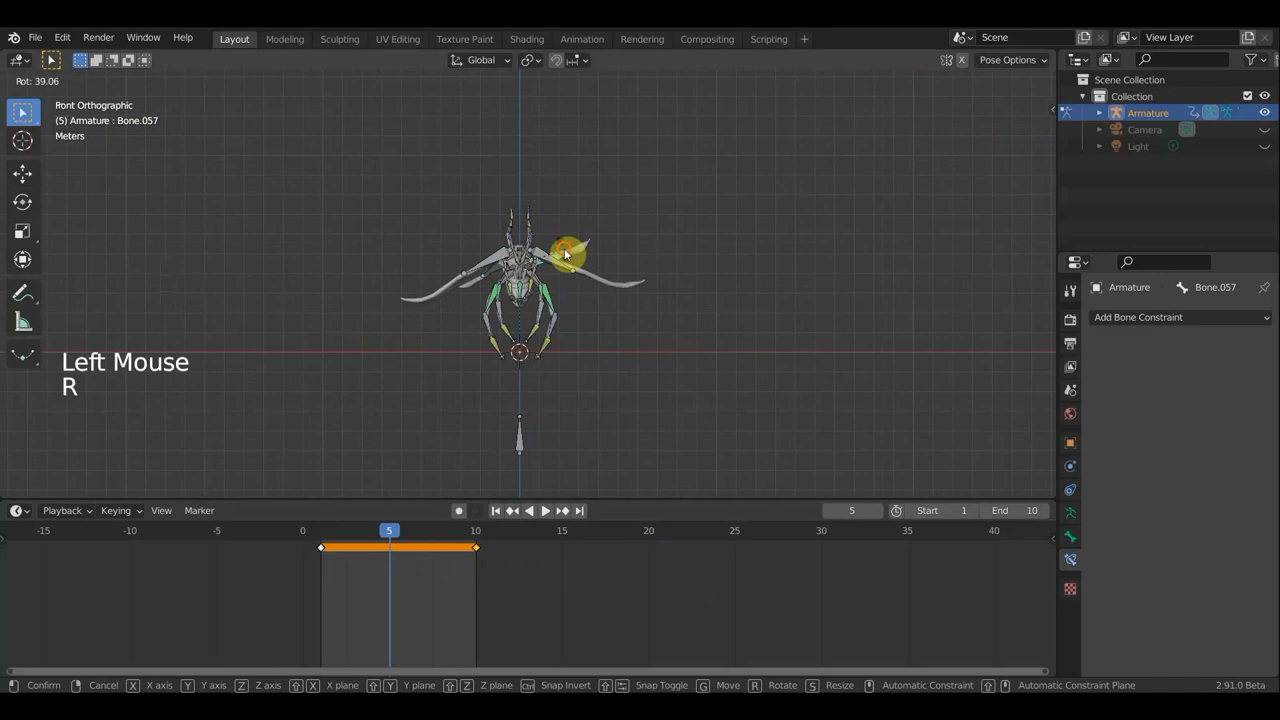 File Edit Render Window Help Layout Modeling Sculpting UV Editing Texture Paint Shading Animation Rendering Compositing Scripting + Scene View Layer
Global X Pose Options
Rot: 39.06
Front Orthographic
(5) Armature : Bone.057
Meters
Scene Collection
Collection
Armature
Camera
Light
Armature Bone.057
Add Bone Constraint
Left Mouse
R
Playback Keying View Marker 5 Start 1 End 10
-15 -10 -5 0 5 10 15 20 25 30 35 40
Confirm Cancel X X axis Y Y axis Z Z axis X X plane Y Y plane Z Z plane Ctrl Snap Invert Snap Toggle G Move R Rotate S Resize Automatic Constraint Automatic Constraint Plane 2.91.0 Beta